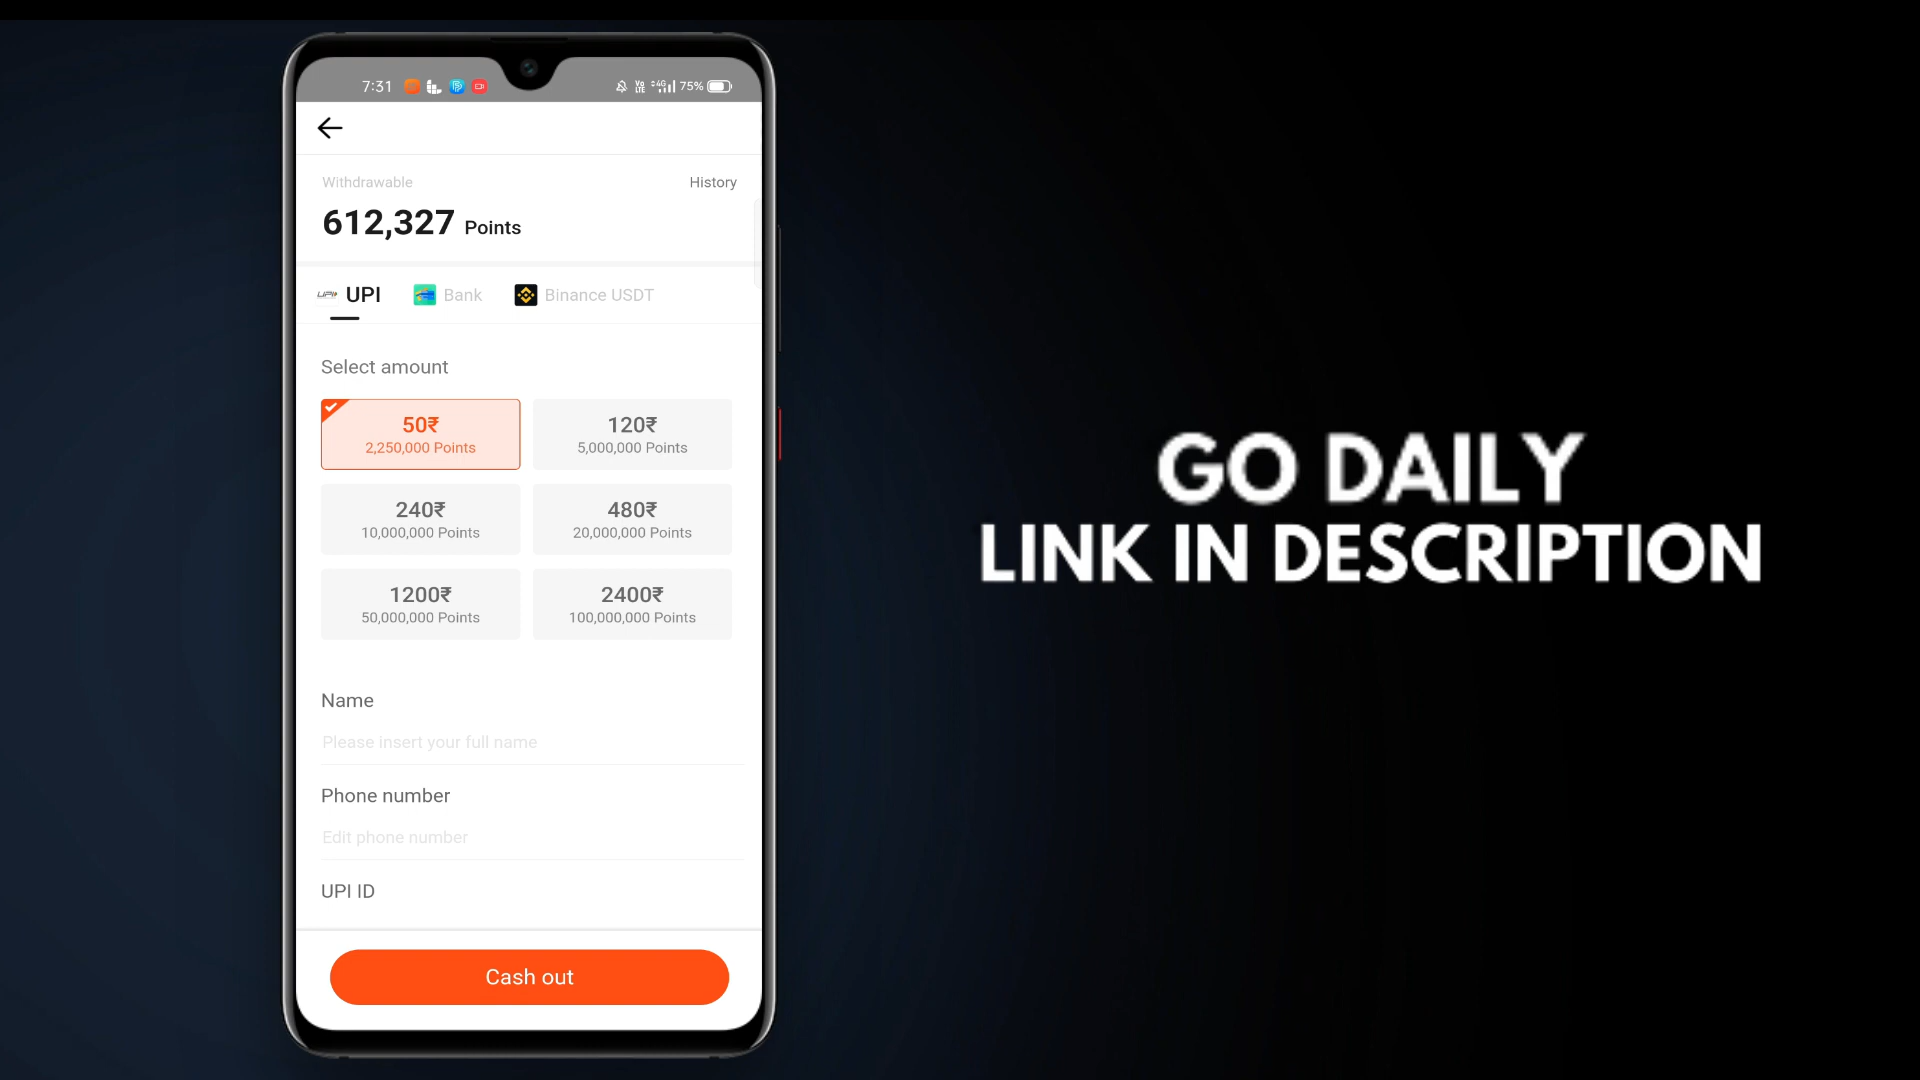 7:31 4G 75%
Withdrawable History
612,327 Points
UPI UPI Bank Binance USDT
Select amount
50₹ 120₹
2,250,000 Points 5,000,000 Points
240₹ 480₹
10,000,000 Points 20,000,000 Points
1200₹ 2400₹
50,000,000 Points 100,000,000 Points
Name
Please insert your full name
Phone number
Edit phone number
UPI ID
Cash out
GO DAILY
LINK IN DESCRIPTION